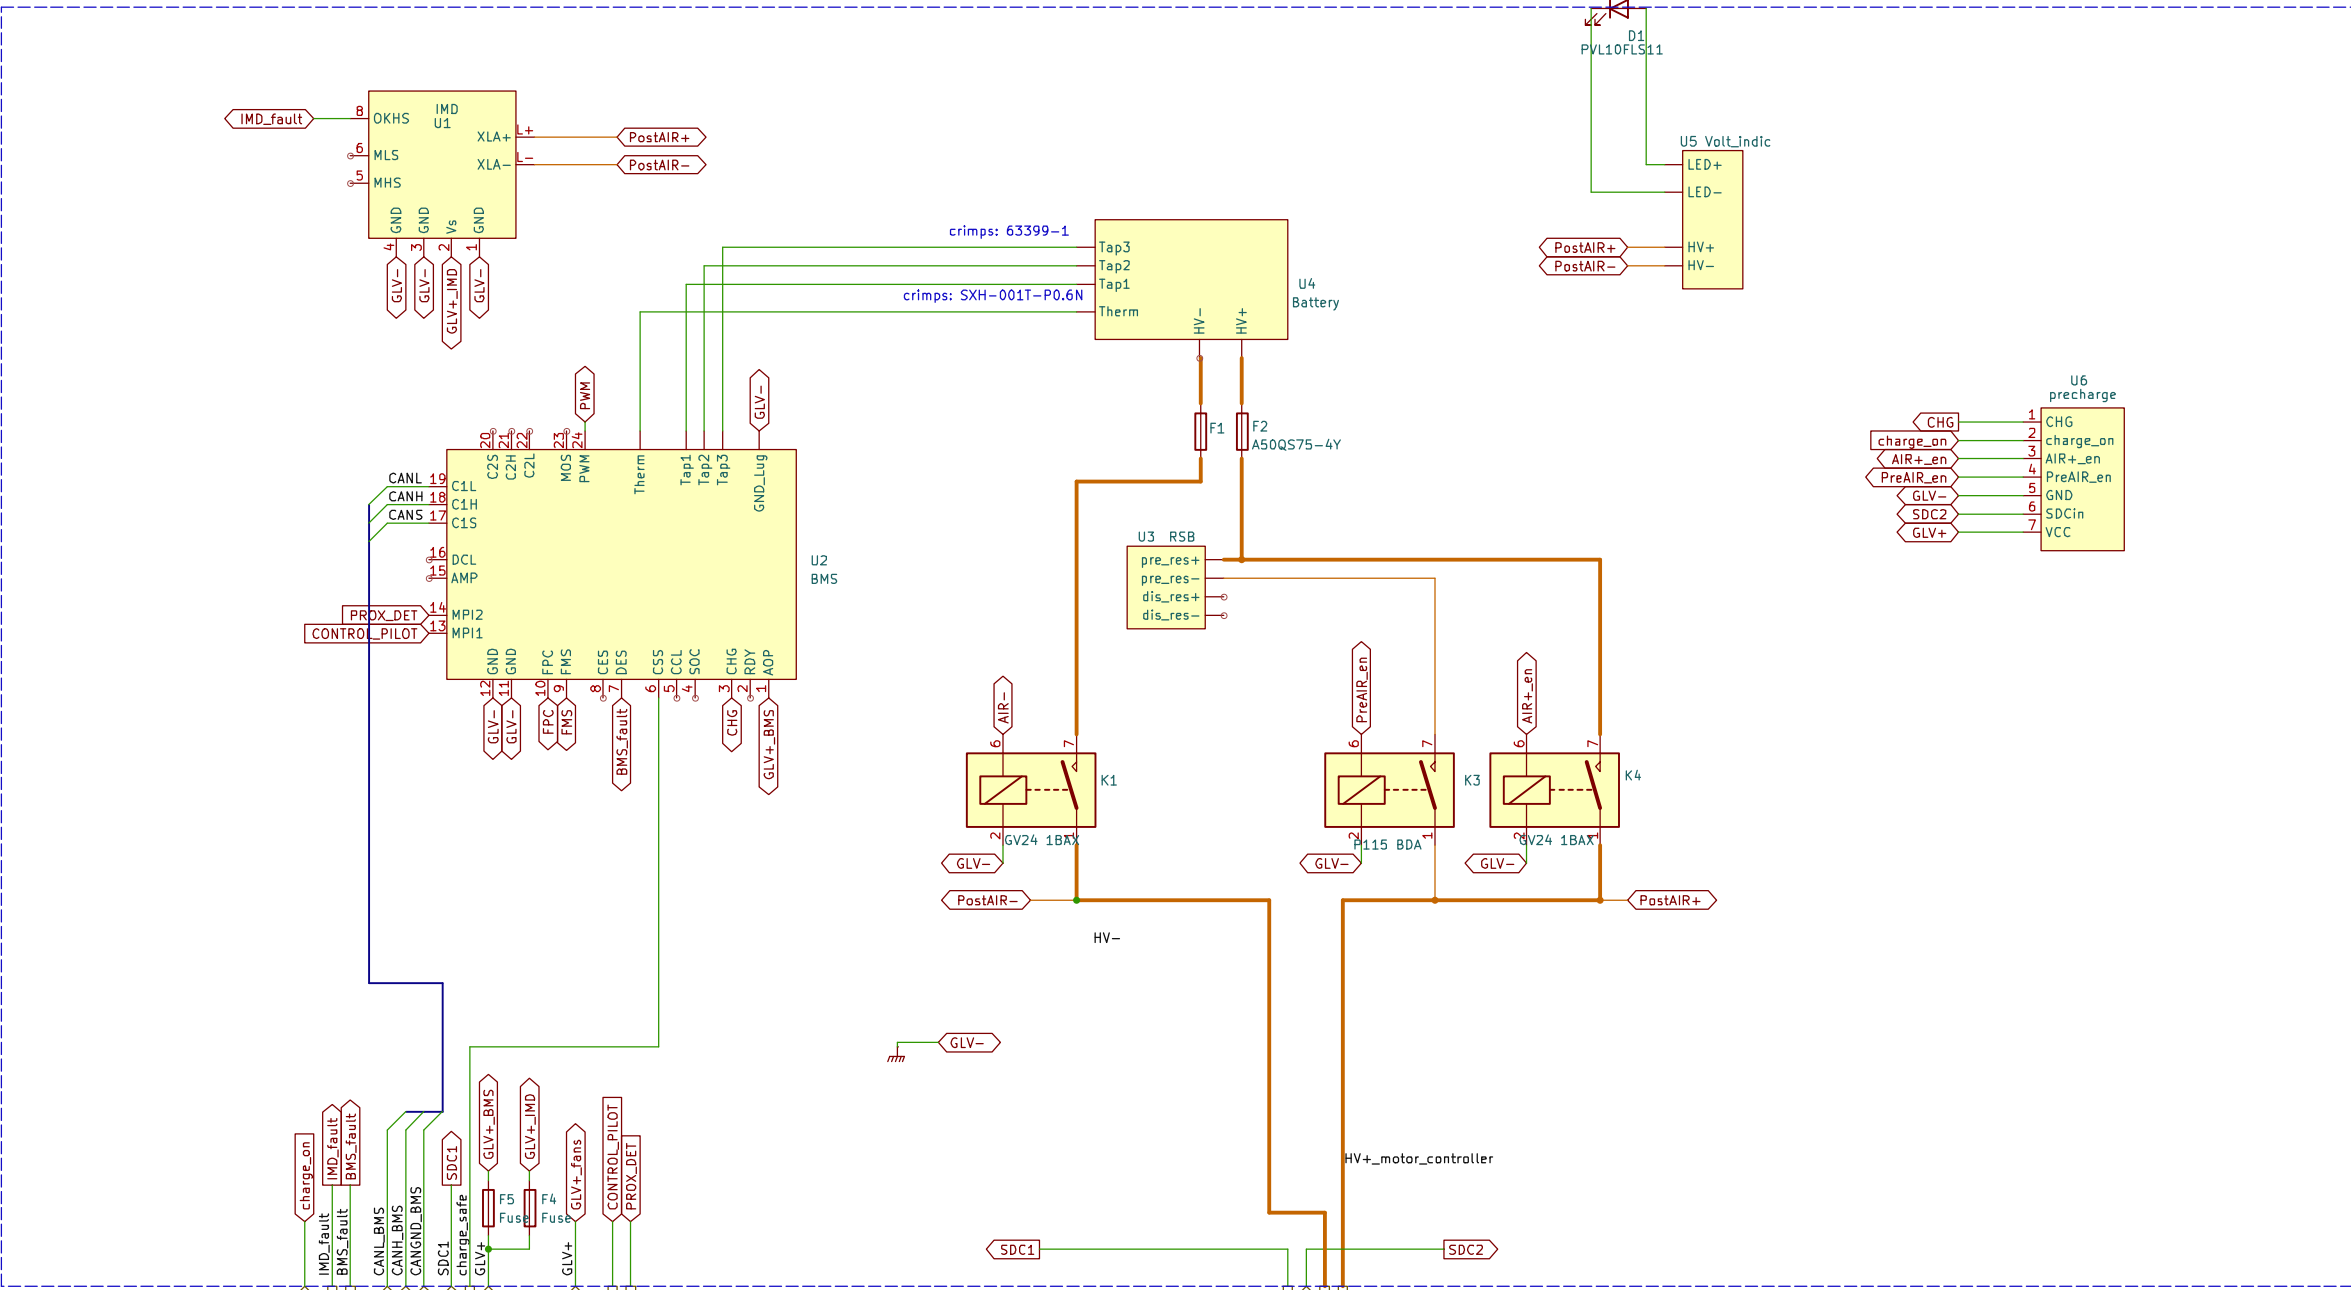 D1
PVL10FLS11
IMD
U1
IMD_fault
8
OKHS
6
MLS
5
MHS
XLA+
L+
PostAIR+
XLA-
L-
PostAIR-
GND
GND
Vs
GND
4
3
2
1
GLV-
GLV-
GLV+_IMD
GLV-
U5 Volt_indic
LED+
LED-
PostAIR+
HV+
PostAIR-
HV-
crimps: 63399-1
crimps: SXH-001T-P0.6N
Tap3
Tap2
Tap1
Therm
HV-
HV+
U4
Battery
F1
F2
A50QS75-4Y
U6
precharge
CHG
1
CHG
charge_on
2
charge_on
AIR+_en
3
AIR+_en
PreAIR_en
4
PreAIR_en
GLV-
5
GND
SDC2
6
SDCin
GLV+
7
VCC
PWM
GLV-
20
21
22
23
24
C2S
C2H
C2L
MOS
PWM
Therm
Tap1
Tap2
Tap3
GND_Lug
CANL
19
C1L
CANH
18
C1H
CANS
17
C1S
16
DCL
15
AMP
PROX_DET
14
MPI2
CONTROL_PILOT
13
MPI1
U2
BMS
GND
GND
FPC
FMS
CES
DES
CSS
CCL
SOC
CHG
RDY
AOP
12
11
10
9
8
7
6
5
4
3
2
1
GLV-
GLV-
FPC
FMS
BMS_fault
CHG
GLV+_BMS
U3 RSB
pre_res+
pre_res-
dis_res+
dis_res-
AIR-
6
7
K1
2
1
GV24 1BAX
GLV-
PostAIR-
PreAIR_en
6
7
K3
2
1
P115 BDA
GLV-
AIR+_en
6
7
K4
2
1
GV24 1BAX
GLV-
PostAIR+
HV-
GLV-
HV+_motor_controller
charge_on
IMD_fault
BMS_fault
SDC1
GLV+_BMS
GLV+_IMD
GLV+_fans
CONTROL_PILOT
PROX_DET
F5
Fuse
F4
Fuse
IMD_fault
BMS_fault
CANL_BMS
CANH_BMS
CANGND_BMS
SDC1
charge_safe
GLV+
GLV+
SDC1
SDC2